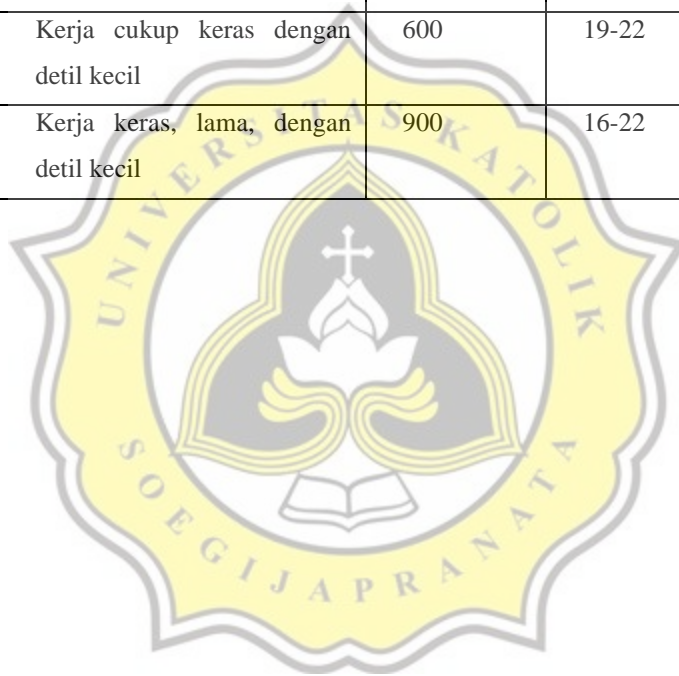 Kerja cukup keras dengan 600 19-22
detil kecil
Kerja keras, lama, dengan 900 16-22
detil kecil
UNIVERSITAS KATOLIK
SOEGIJAPRANATA